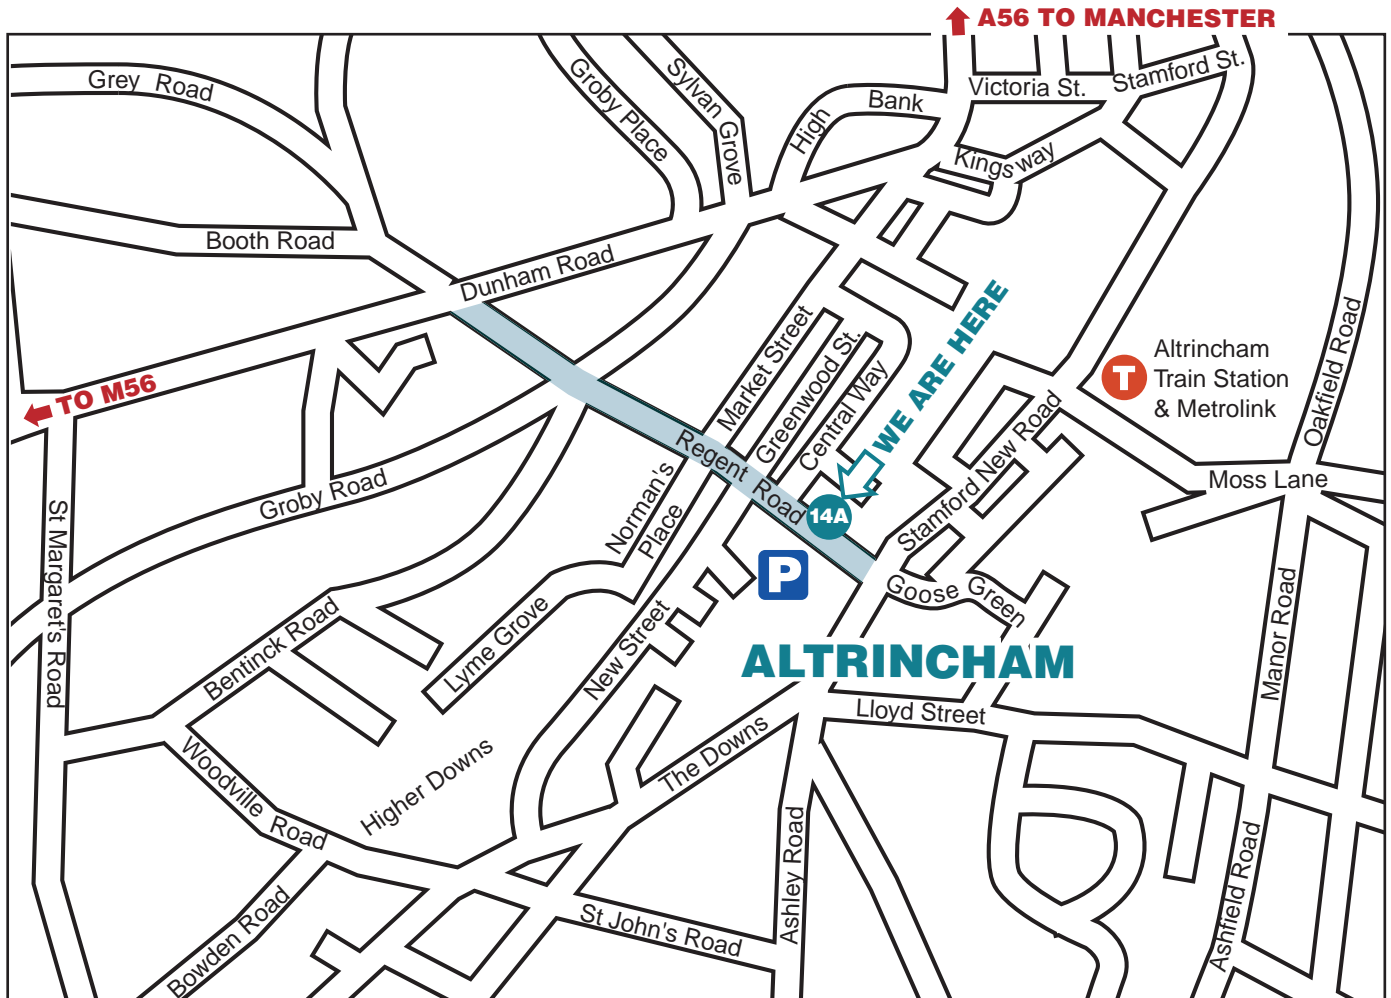 A56 TO MANCHESTER
Grey Road
Groby Place
Sylvan Grove
High
Bank
Victoria St.
Stamford St.
Kingsway
Booth Road
Dunham Road
WE ARE HERE
Market Street
Greenwood St.
Central Way
Altrincham
Train Station
& Metrolink
T
Oakfield Road
TO M56
Stamford New Road
Regent Road
Moss Lane
Groby Road
Norman's
Place
14A
P
St Margaret's Road
Goose Green
Manor Road
Bentinck Road
Lyme Grove
New Street
ALTRINCHAM
Lloyd Street
The Downs
Woodville Road
Higher Downs
Ashley Road
Ashfield Road
Bowden Road
St John's Road